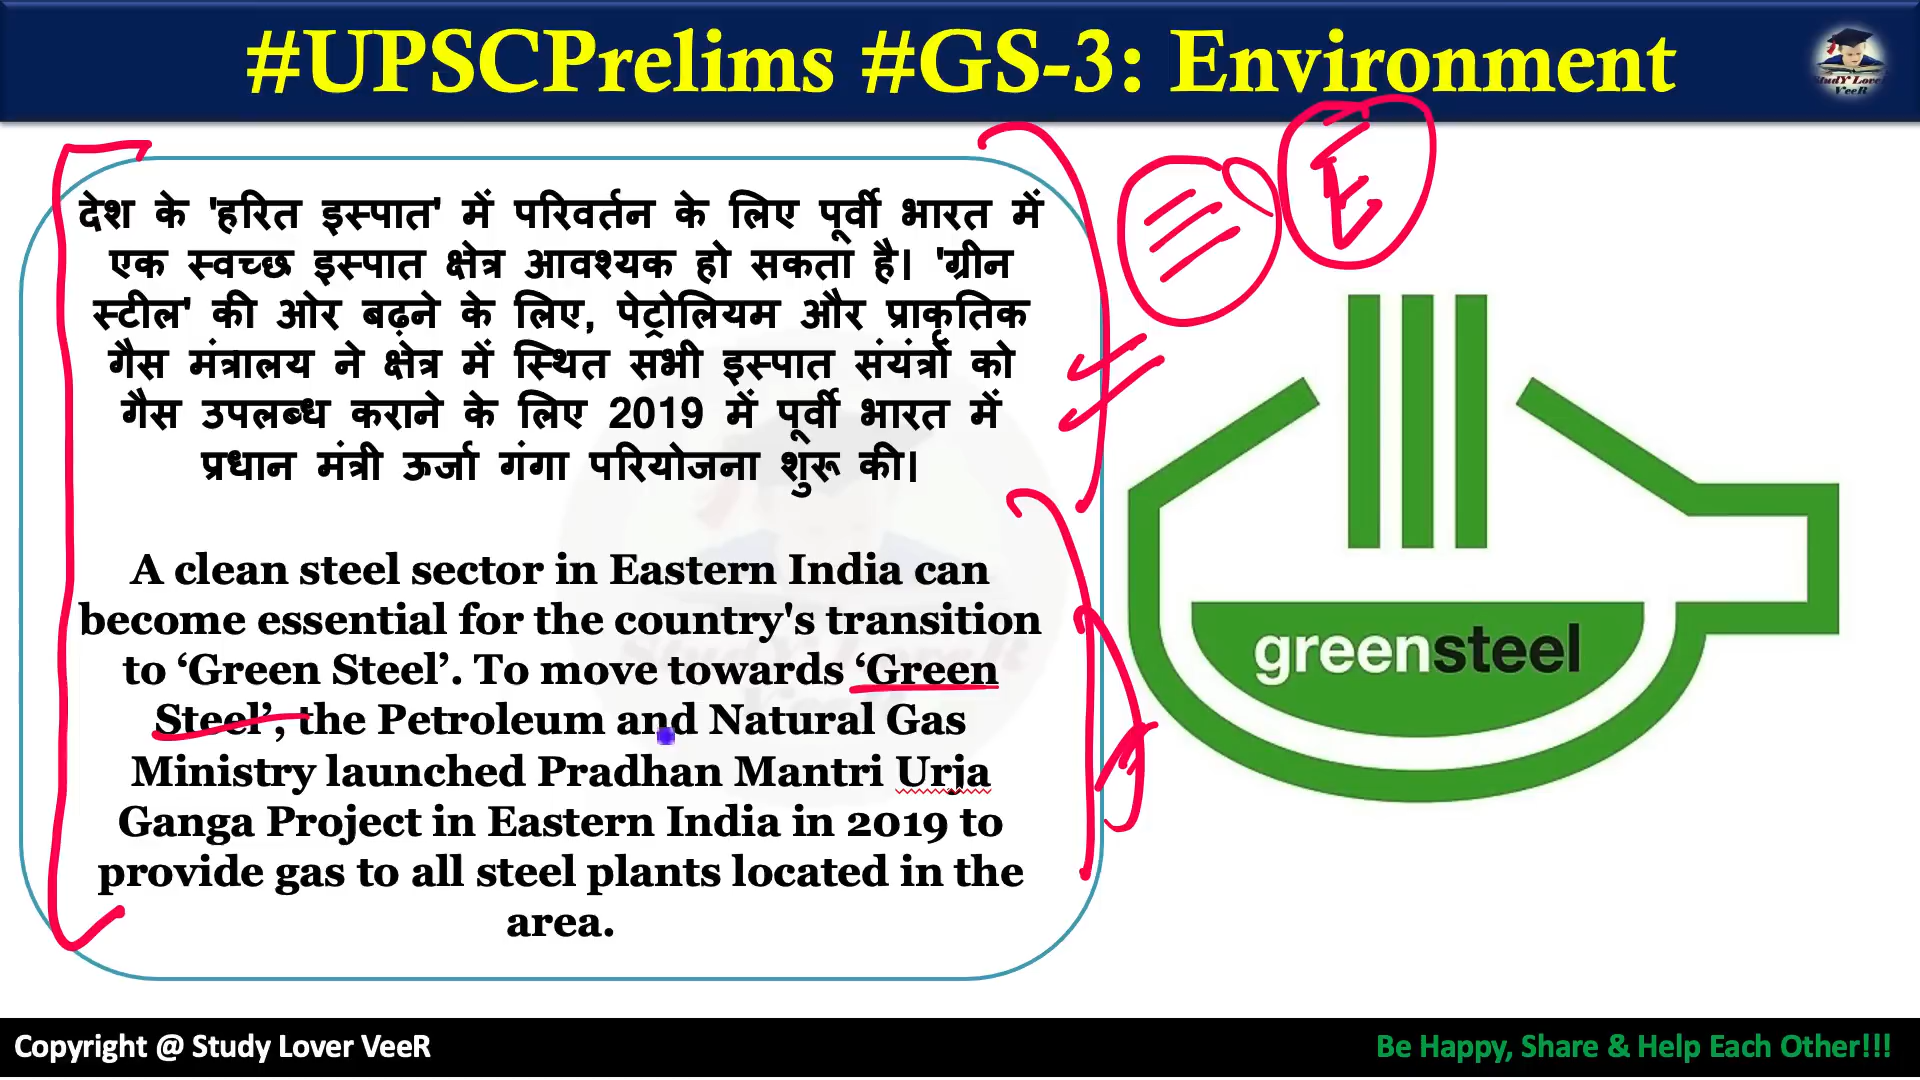 #UPSCPrelims #GS-3: Environment
StudY LoveR
VeeR
देश के 'हरित इस्पात' में परिवर्तन के लिए पूर्वी भारत में
एक स्वच्छ इस्पात क्षेत्र आवश्यक हो सकता है। 'ग्रीन
स्टील' की ओर बढ़ने के लिए, पेट्रोलियम और प्राकृतिक
गैस मंत्रालय ने क्षेत्र में स्थित सभी इस्पात संयंत्रों को
गैस उपलब्ध कराने के लिए 2019 में पूर्वी भारत में
प्रधान मंत्री ऊर्जा गंगा परियोजना शुरू की।
A clean steel sector in Eastern India can
become essential for the country's transition
to ‘Green Steel’. To move towards ‘Green
Steel’, the Petroleum and Natural Gas
Ministry launched Pradhan Mantri Urja
Ganga Project in Eastern India in 2019 to
provide gas to all steel plants located in the
area.
E
greensteel
Copyright @ Study Lover VeeR
Be Happy, Share & Help Each Other!!!